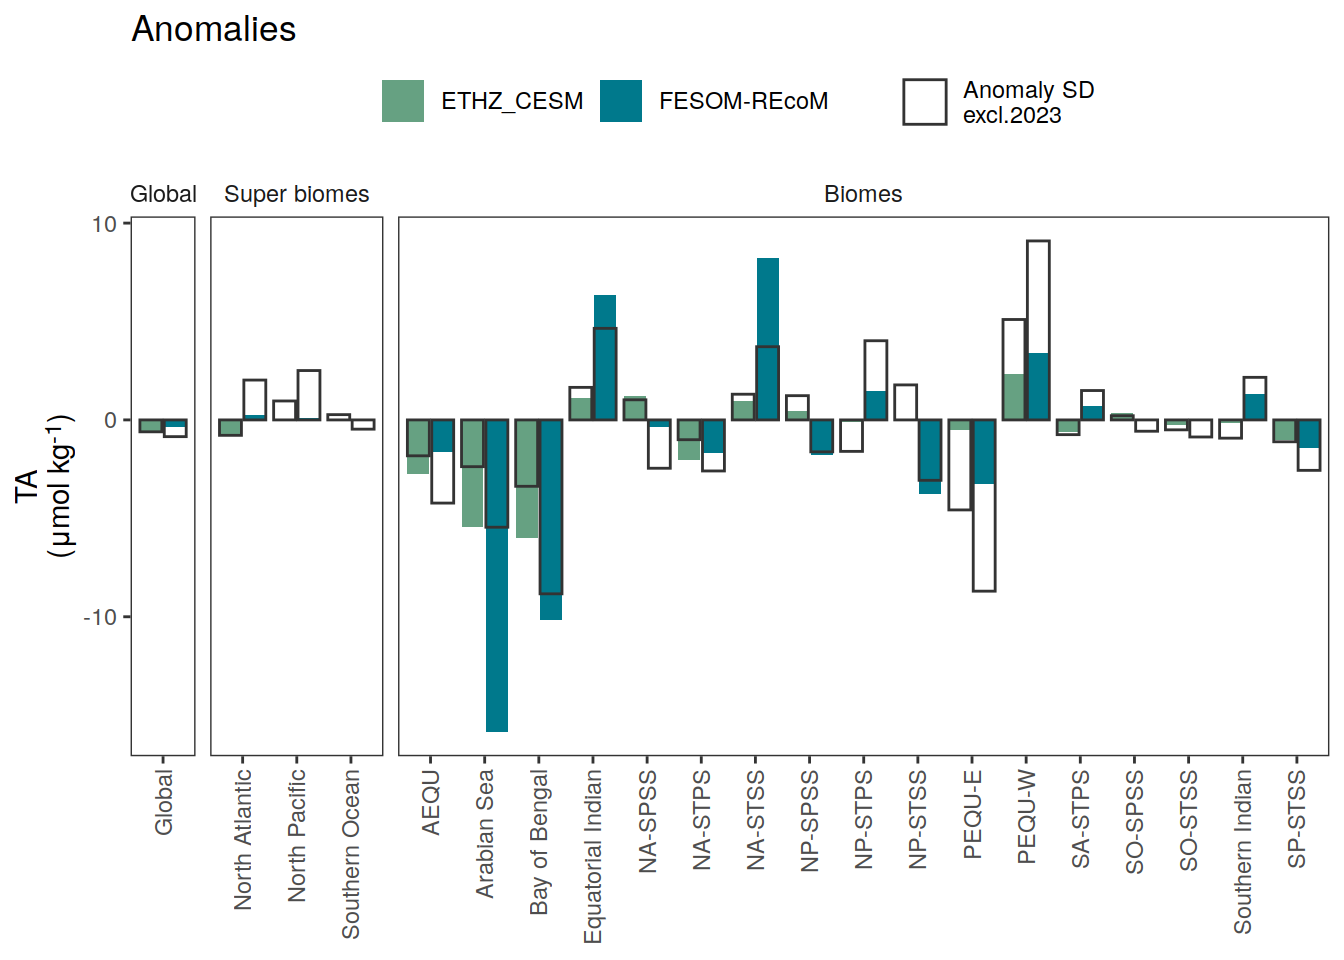 Anomalies
ETHZ_CESM
FESOM-REcoM
Anomaly SD
excl.2023
Global
Super biomes
Biomes
10
0
-10
TA
(μmol kg⁻¹)
Global
North Atlantic
North Pacific
Southern Ocean
AEQU
Arabian Sea
Bay of Bengal
Equatorial Indian
NA-SPSS
NA-STPS
NA-STSS
NP-SPSS
NP-STPS
NP-STSS
PEQU-E
PEQU-W
SA-STPS
SO-SPSS
SO-STSS
Southern Indian
SP-STSS